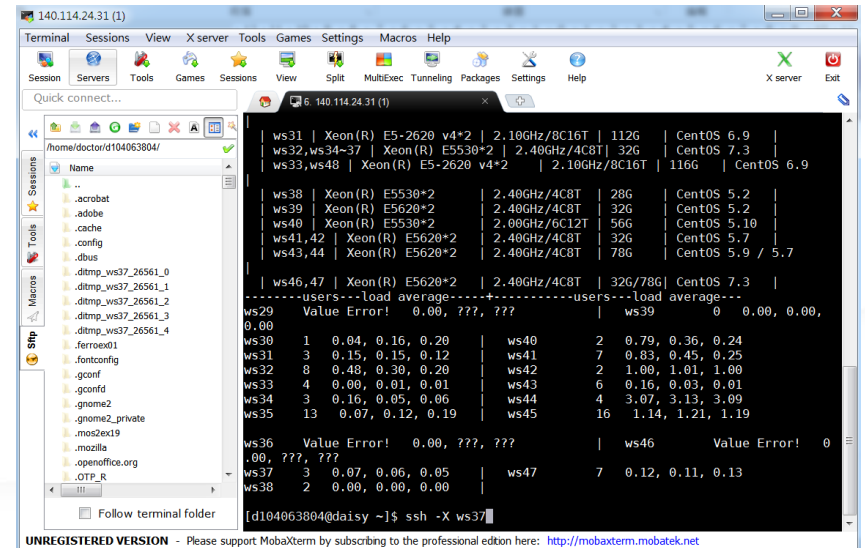 140.114.24.31 (1)
Terminal Sessions View X server Tools Games Settings Macros Help
Session Servers Tools Games Sessions View Split MultiExec Tunneling Packages Settings Help X server Exit
Quick connect...
6. 140.114.24.31 (1)
/home/doctor/d104063804/
Name
..
.acrobat
.adobe
.cache
.config
.dbus
.ditmp_ws37_26561_0
.ditmp_ws37_26561_1
.ditmp_ws37_26561_2
.ditmp_ws37_26561_3
.ditmp_ws37_26561_4
.ferroex01
.fontconfig
.gconf
.gconfd
.gnome2
.gnome2_private
.mos2ex19
.mozilla
.openoffice.org
.OTP_R
Follow terminal folder
Sessions
Tools
Macros
Sftp
|
| ws31 | Xeon(R) E5-2620 v4*2 | 2.10GHz/8C16T | 112G | CentOS 6.9 |
| ws32,ws34~37 | Xeon(R) E5530*2 | 2.40GHz/4C8T| 32G | CentOS 7.3 |
| ws33,ws48 | Xeon(R) E5-2620 v4*2 | 2.10GHz/8C16T | 116G | CentOS 6.9
|
| ws38 | Xeon(R) E5530*2 | 2.40GHz/4C8T | 28G | CentOS 5.2 |
| ws39 | Xeon(R) E5620*2 | 2.40GHz/4C8T | 32G | CentOS 5.2 |
| ws40 | Xeon(R) E5530*2 | 2.00GHz/6C12T | 56G | CentOS 5.10 |
| ws41,42 | Xeon(R) E5620*2 | 2.40GHz/4C8T | 32G | CentOS 5.7 |
| ws43,44 | Xeon(R) E5620*2 | 2.40GHz/4C8T | 78G | CentOS 5.9 / 5.7
|
| ws46,47 | Xeon(R) E5620*2 | 2.40GHz/4C8T | 32G/78G| CentOS 7.3 |
--------users---load average-----+-----------users---load average---
ws29 Value Error! 0.00, ???, ??? | ws39 0 0.00, 0.00,
0.00
ws30 1 0.04, 0.16, 0.20 | ws40 2 0.79, 0.36, 0.24
ws31 3 0.15, 0.15, 0.12 | ws41 7 0.83, 0.45, 0.25
ws32 8 0.48, 0.30, 0.20 | ws42 2 1.00, 1.01, 1.00
ws33 4 0.00, 0.01, 0.01 | ws43 6 0.16, 0.03, 0.01
ws34 3 0.16, 0.05, 0.06 | ws44 4 3.07, 3.13, 3.09
ws35 13 0.07, 0.12, 0.19 | ws45 16 1.14, 1.21, 1.19
ws36 Value Error! 0.00, ???, ??? | ws46 Value Error! 0
.00, ???, ???
ws37 3 0.07, 0.06, 0.05 | ws47 7 0.12, 0.11, 0.13
ws38 2 0.00, 0.00, 0.00 |
[d104063804@daisy ~]$ ssh -X ws37
UNREGISTERED VERSION - Please support MobaXterm by subscribing to the professional edition here: http://mobaxterm.mobatek.net